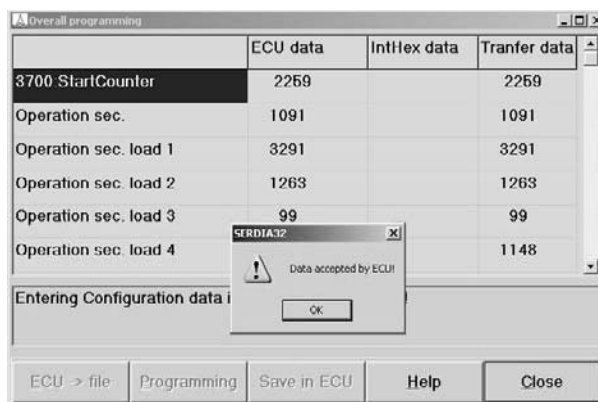 Overall programming
ECU data IntHex data Tranfer data
3700:StartCounter 2259 2259
Operation sec. 1091 1091
Operation sec. load 1 3291 3291
Operation sec. load 2 1263 1263
Operation sec. load 3 99 99
Operation sec. load 4 1148
SERDIA32
Data accepted by ECU!
OK
Entering Configuration data i
ECU -> file Programming Save in ECU Help Close